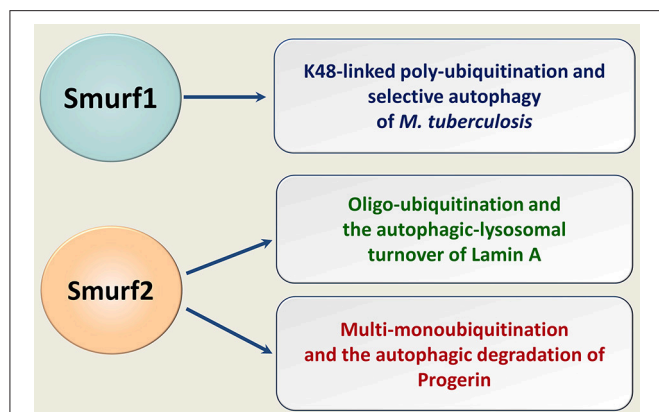 Smurf1
K48-linked poly-ubiquitination and
selective autophagy
of M. tuberculosis
Smurf2
Oligo-ubiquitination and
the autophagic-lysosomal
turnover of Lamin A
Multi-monoubiquitination
and the autophagic degradation of
Progerin